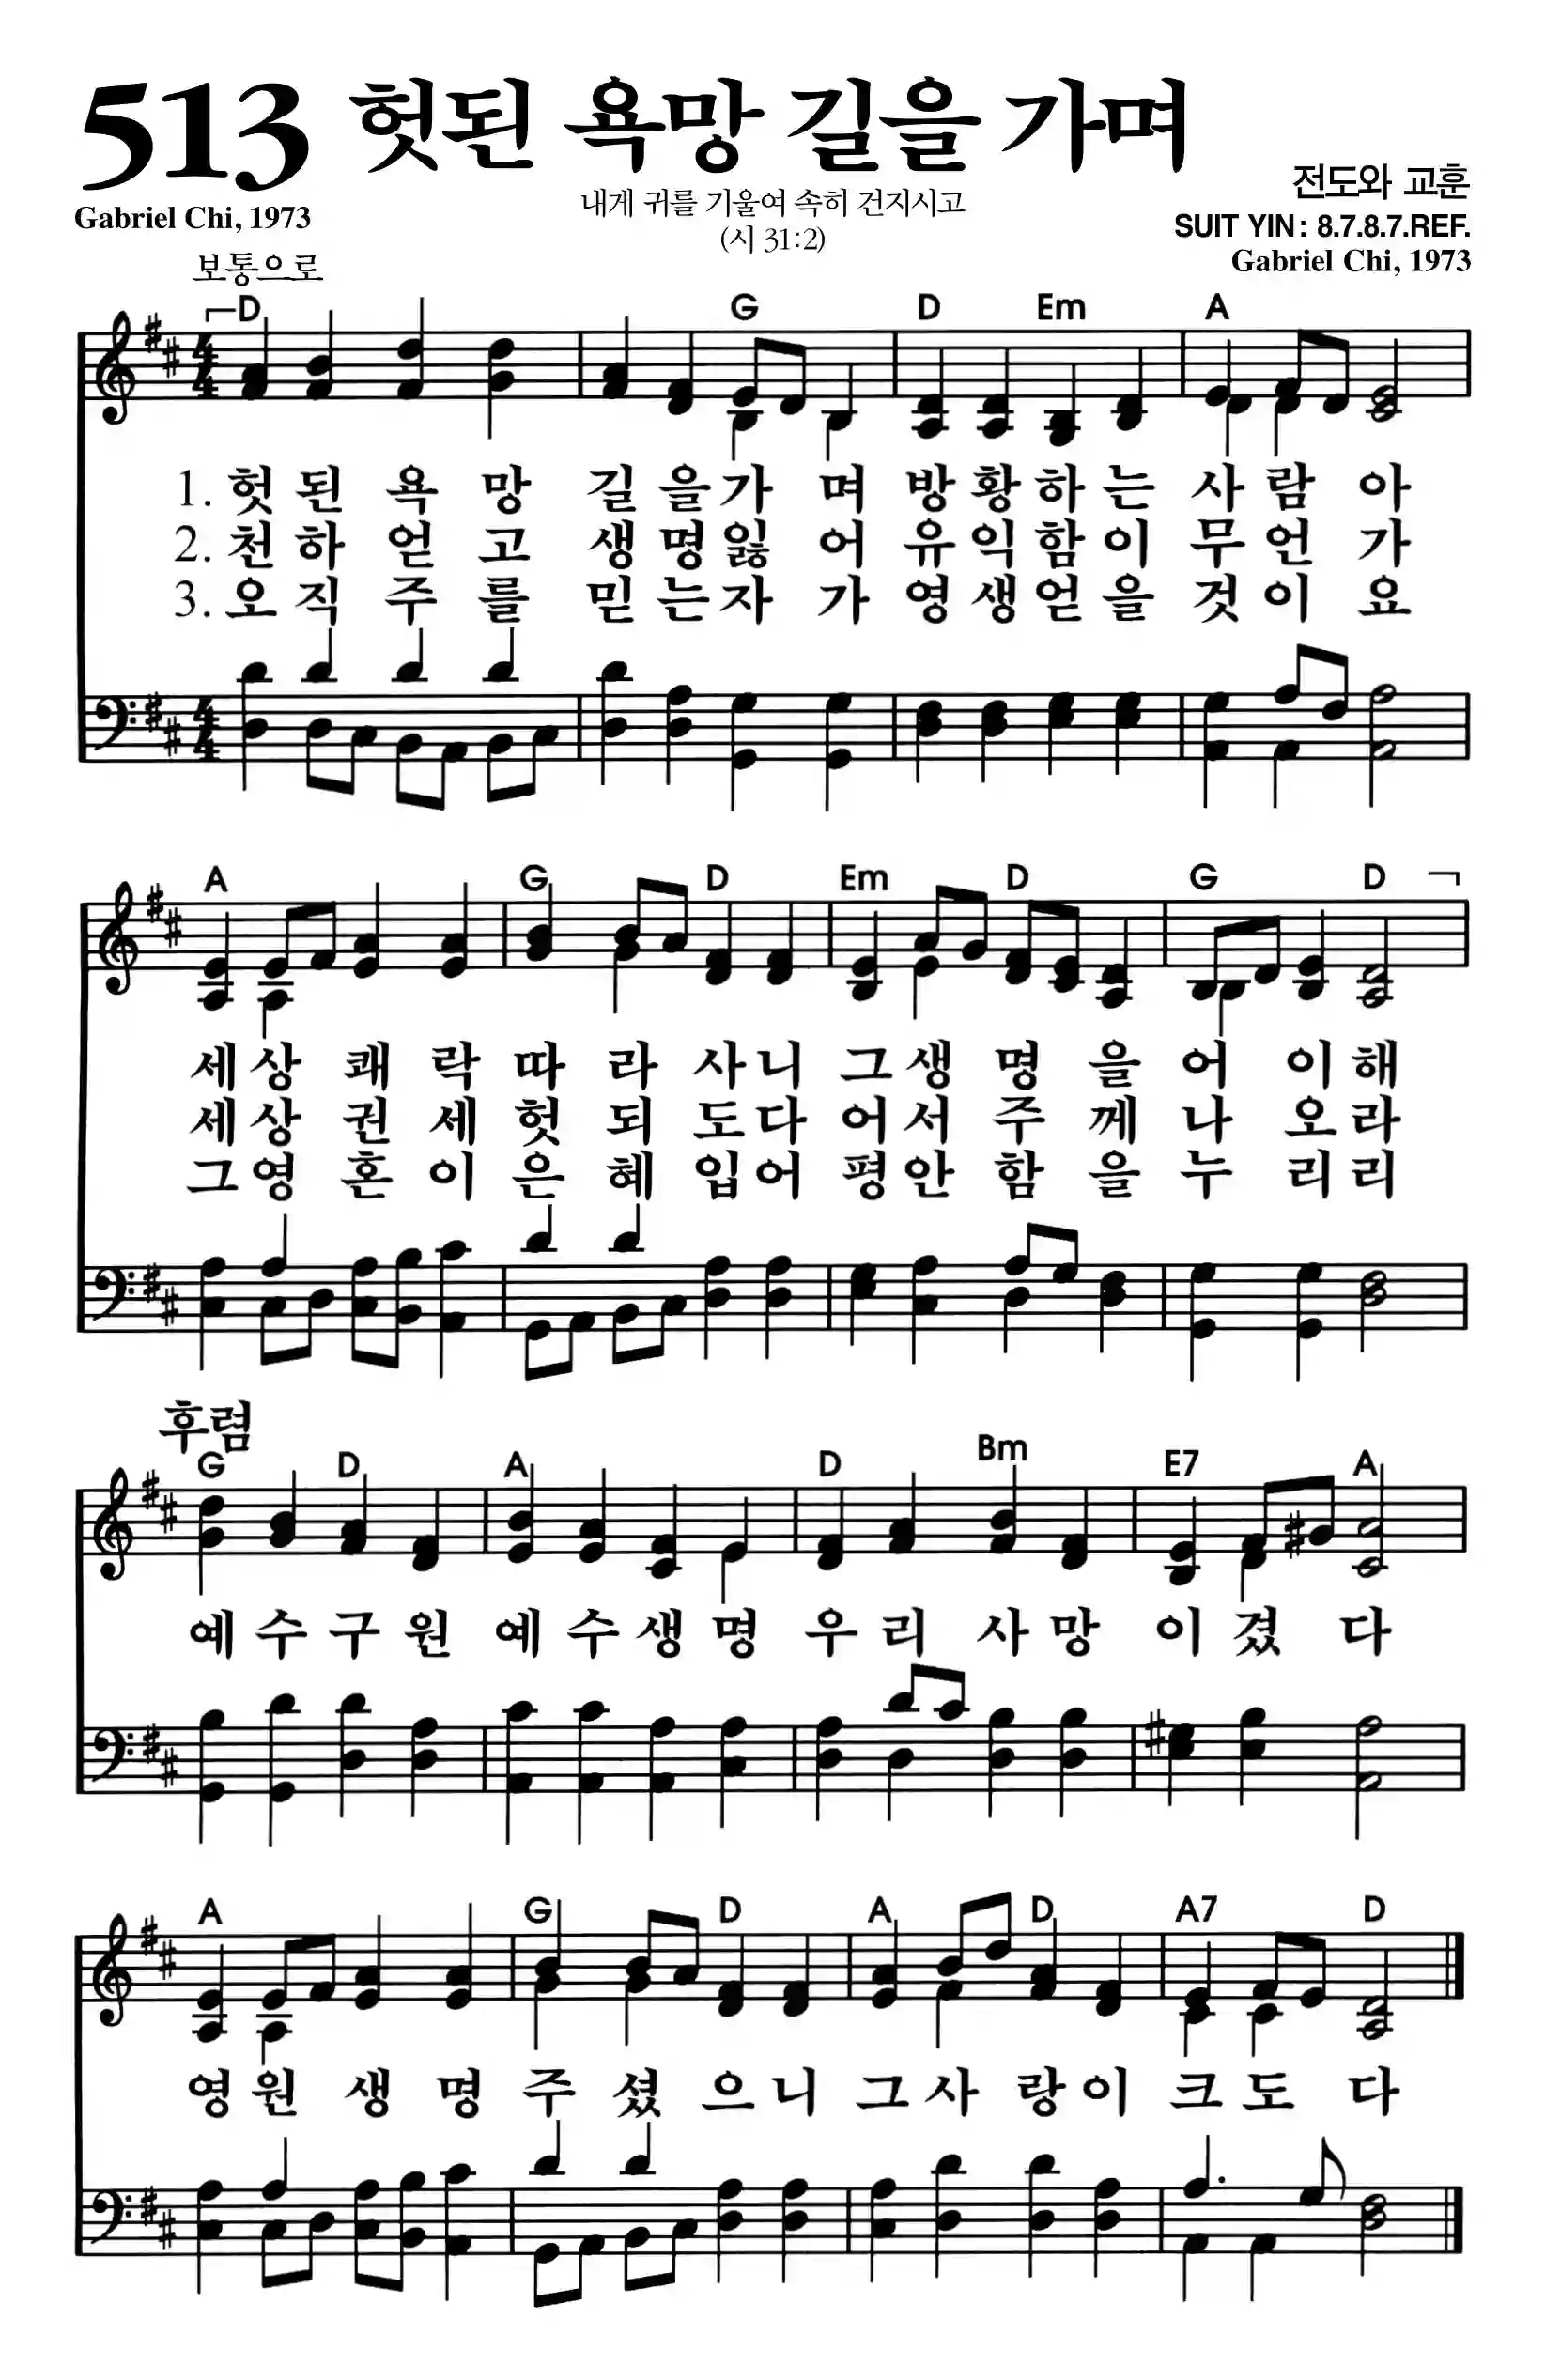 513 헛된 욕망 길을 가며
전도와 교훈
Gabriel Chi, 1973
내게 귀를 기울여 속히 건지시고
(시 31:2)
SUIT YIN: 8.7.8.7.REF.
Gabriel Chi, 1973
보통으로
D G D Em A
4 4
1. 헛 된 욕 망 길 을 가 며 방 황 하 는 사 람 아
2. 천 하 얻 고 생 명 잃 어 유 익 함 이 무 언 가
3. 오 직 주 를 믿 는 자 가 영 생 얻 을 것 이 요
4 4
A G D Em D G D
세 상 쾌 락 따 라 사 니 그 생 명 을 어 이 해
세 상 권 세 헛 되 도 다 어 서 주 께 나 오 라
그 영 혼 이 은 혜 입 어 평 안 함 을 누 리 리
후렴
G D A D Bm E7 A
예 수 구 원 예 수 생 명 우 리 사 망 이 겼 다
A G D A D A7 D
영 원 생 명 주 셨 으 니 그 사 랑 이 크 도 다